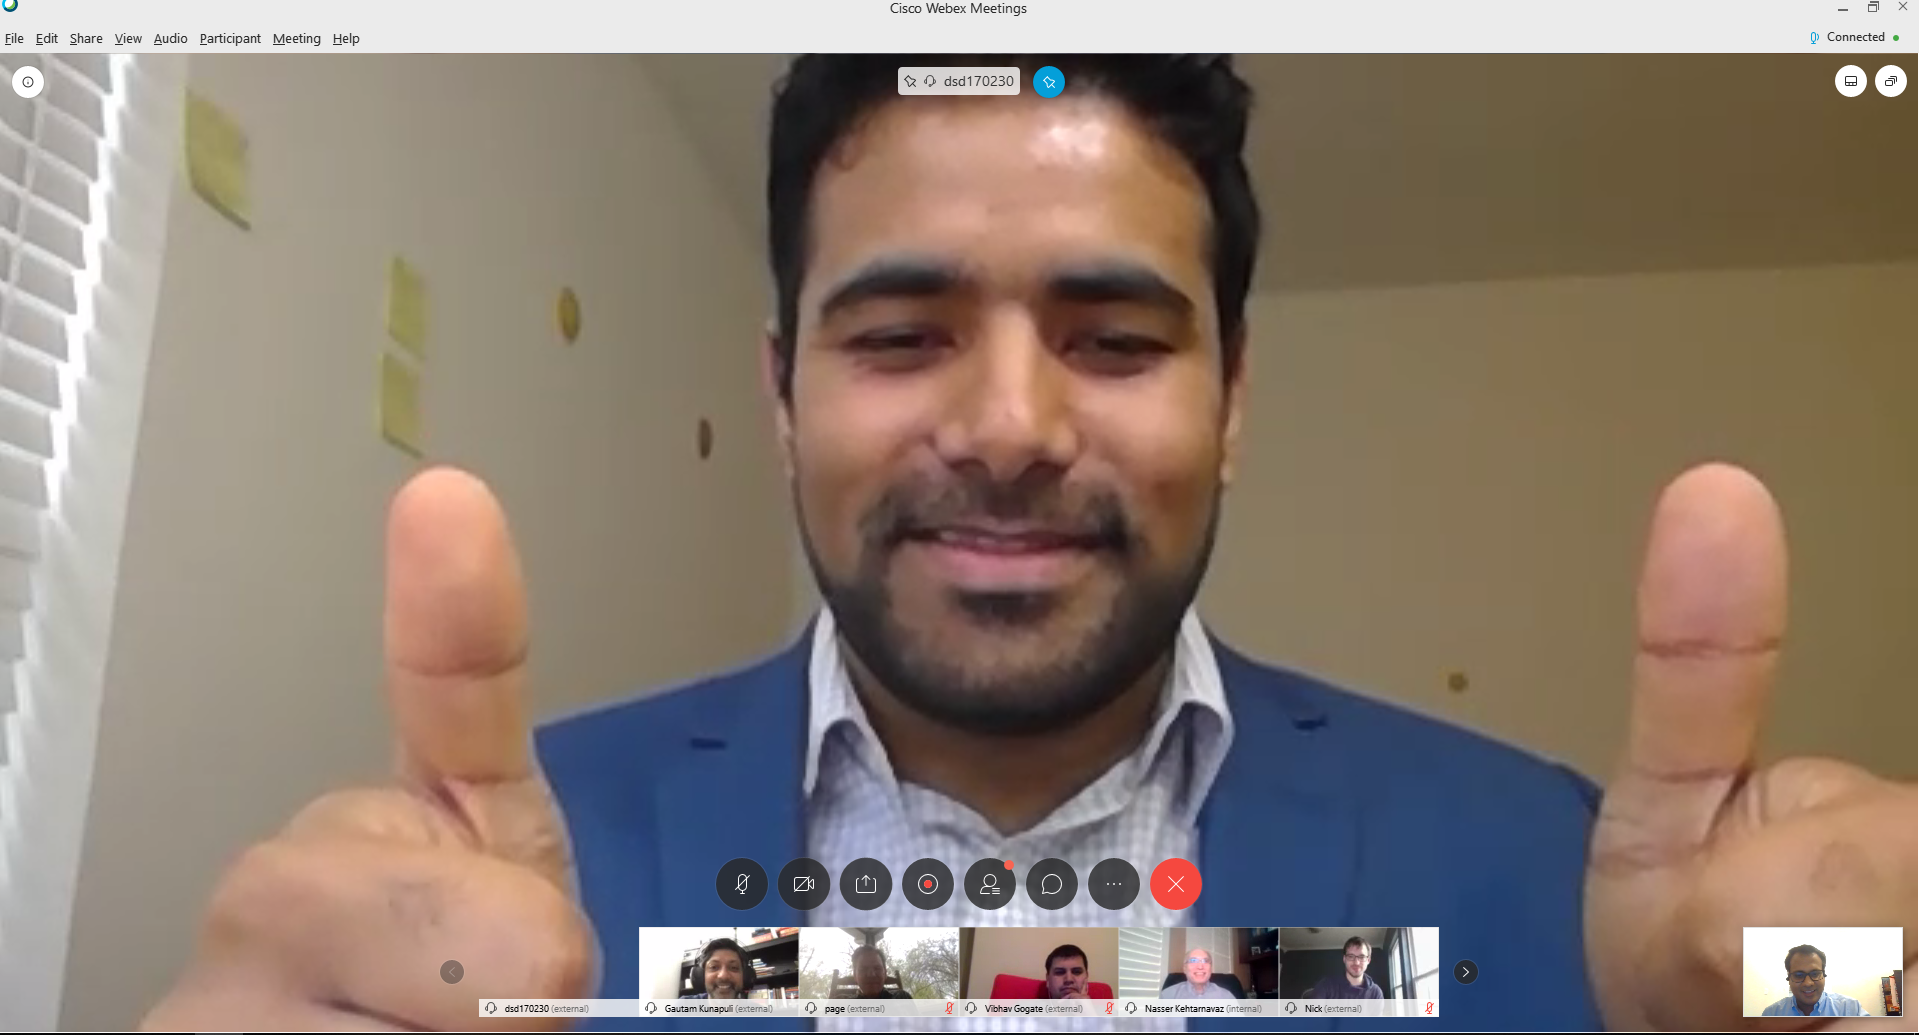 Cisco Webex Meetings
File Edit Share View Audio Participant Meeting Help
Connected
dsd170230
dsd170230 (external)
Gautam Kunapuli (external)
page (external)
Vibhav Gogate (external)
Nasser Kehtarnavaz (internal)
Nick (external)